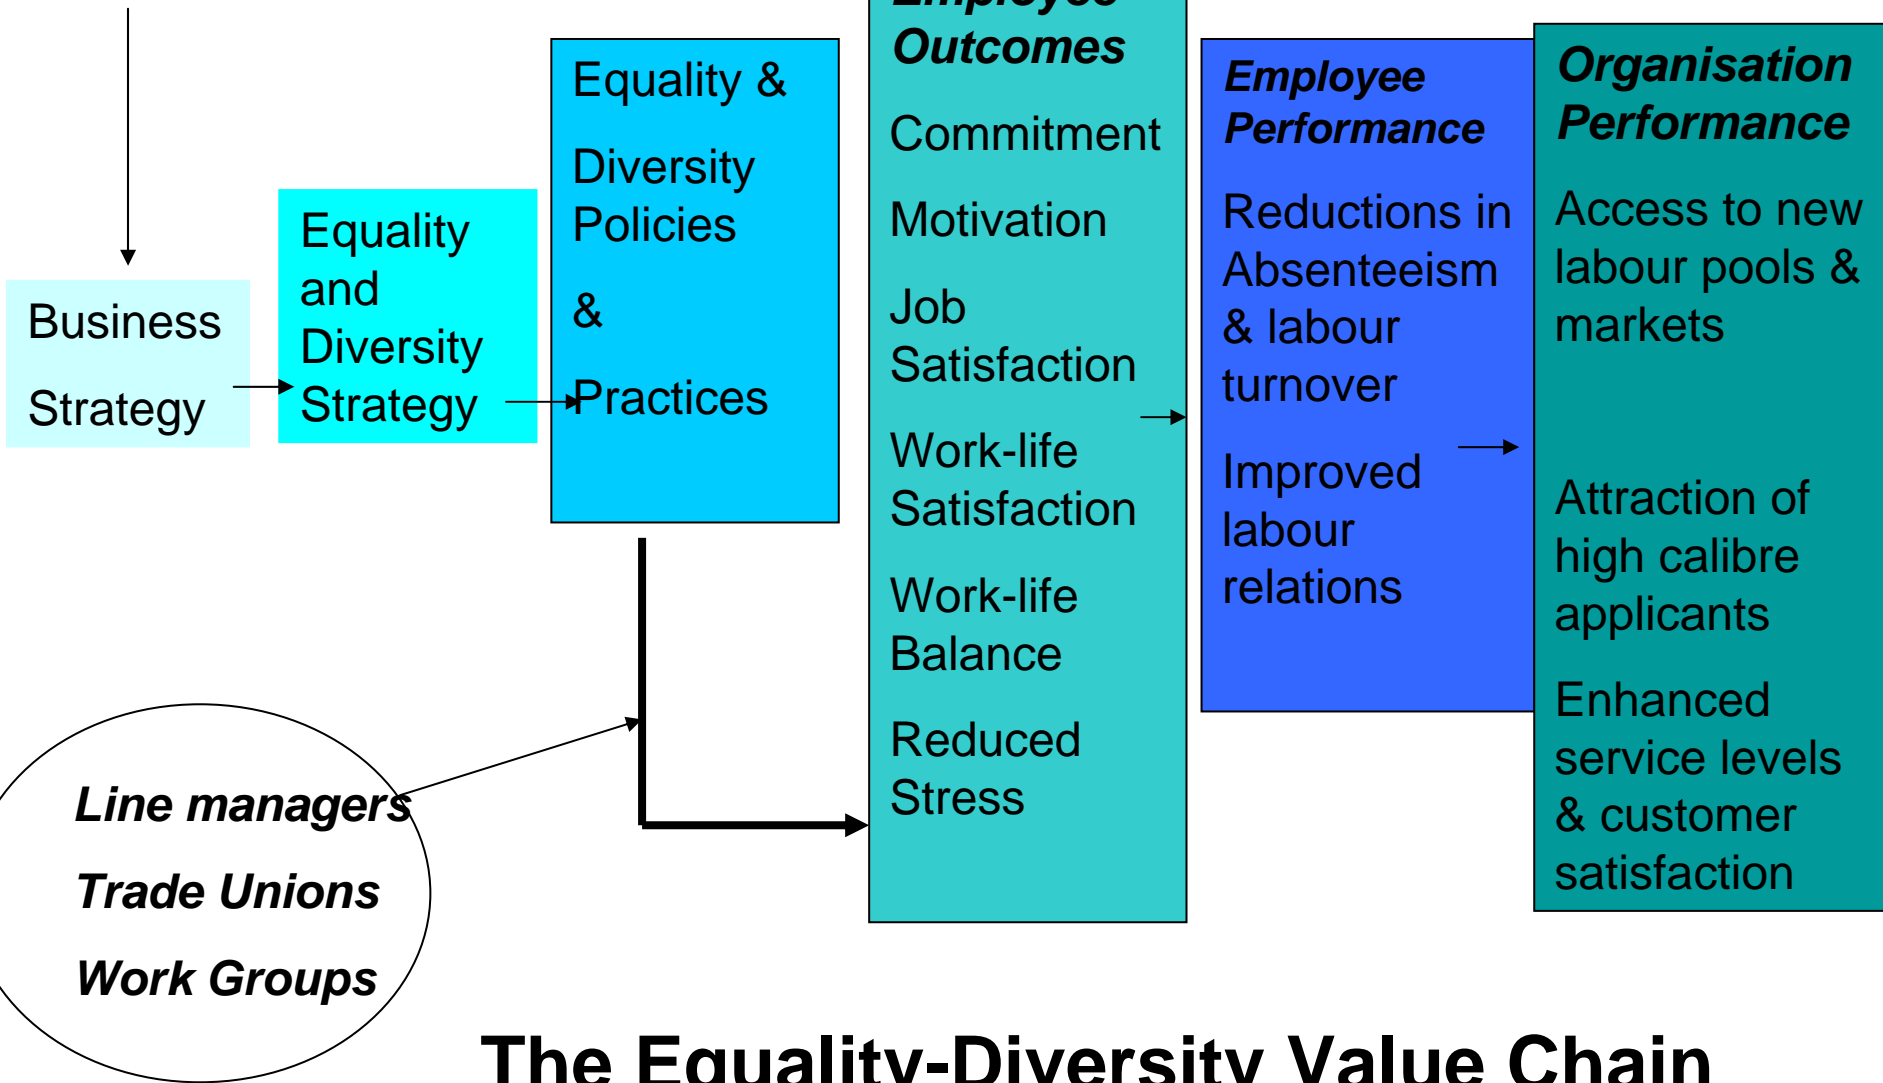 Business
Strategy
Equality
and
Diversity
Strategy
Equality &
Diversity
Policies
&
Practices
Employee
Outcomes
Commitment
Motivation
Job
Satisfaction
Work-life
Satisfaction
Work-life
Balance
Reduced
Stress
Employee
Performance
Reductions in
Absenteeism
& labour
turnover
Improved
labour
relations
Organisation
Performance
Access to new
labour pools &
markets
Attraction of
high calibre
applicants
Enhanced
service levels
& customer
satisfaction
Line managers
Trade Unions
Work Groups
The Equality-Diversity Value Chain